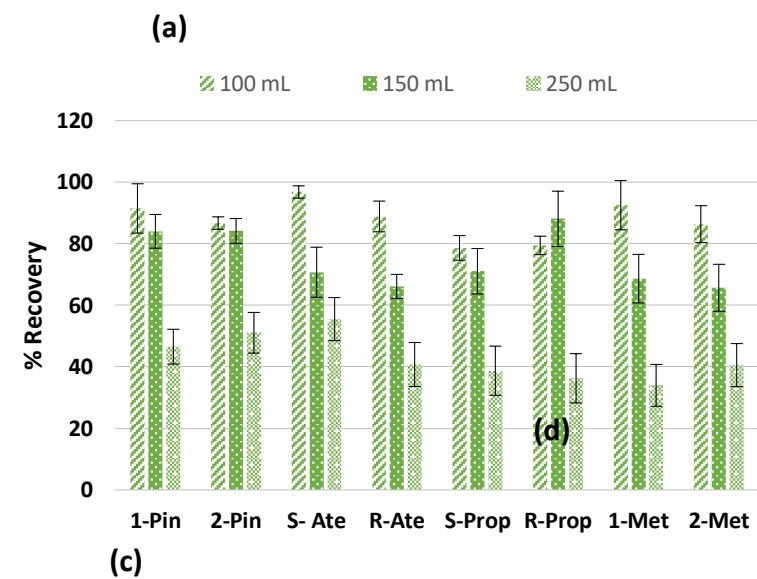 (a)
100 mL 150 mL 250 mL
120
100
80
60
40
20
0
% Recovery
(d)
1-Pin 2-Pin S- Ate R-Ate S-Prop R-Prop 1-Met 2-Met
(c)